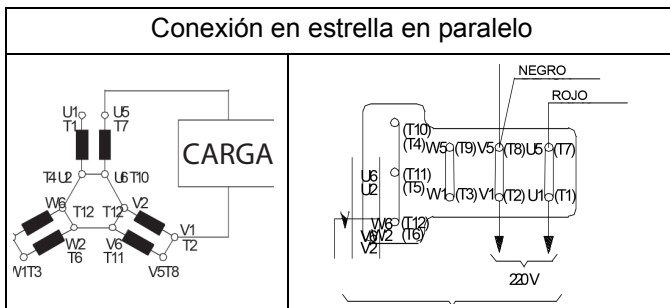 Conexión en estrella en paralelo
U1 U5
T1 T7
CARGA
T4 U2 U6 T10
W6 T12 T12 V2
W2 V6 V1
T6 T11 T2
W1T3 V5T8
NEGRO
ROJO
(T10)
(T4) W5 (T9) V5 (T8) U5 (T7)
U6 (T11)
U2 (T5) W1 (T3) V1 (T2) U1 (T1)
W6 (T12)
V6 W2 (T6)
V2
220V